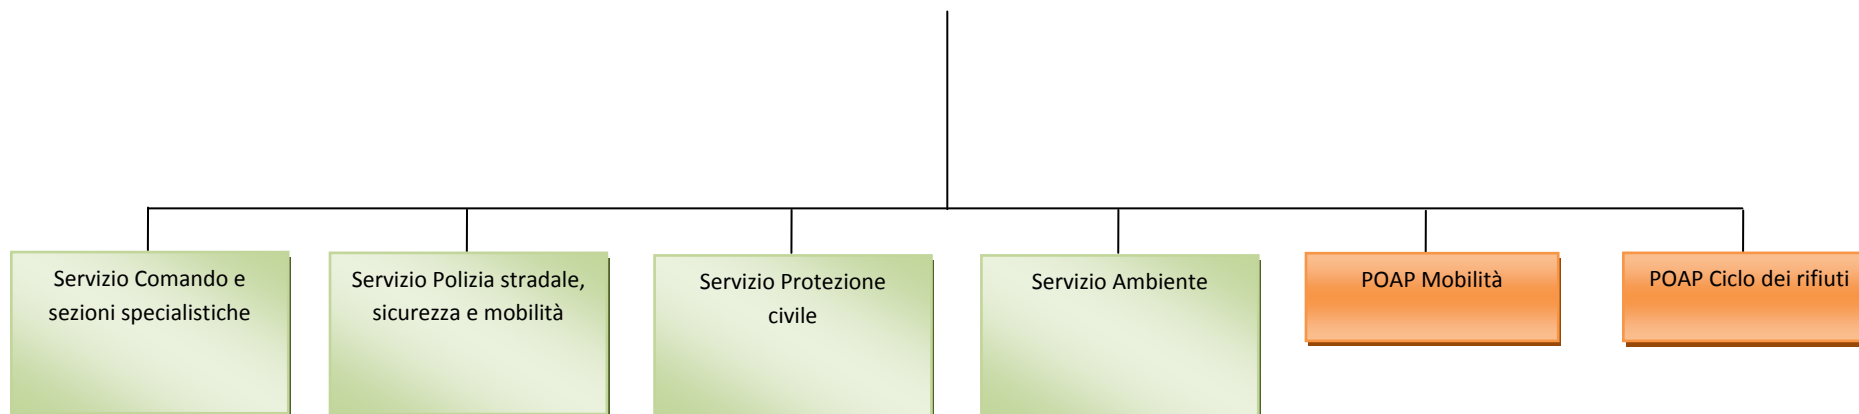 Servizio Comando e
sezioni specialistiche
Servizio Polizia stradale,
sicurezza e mobilità
Servizio Protezione
civile
Servizio Ambiente
POAP Mobilità
POAP Ciclo dei rifiuti